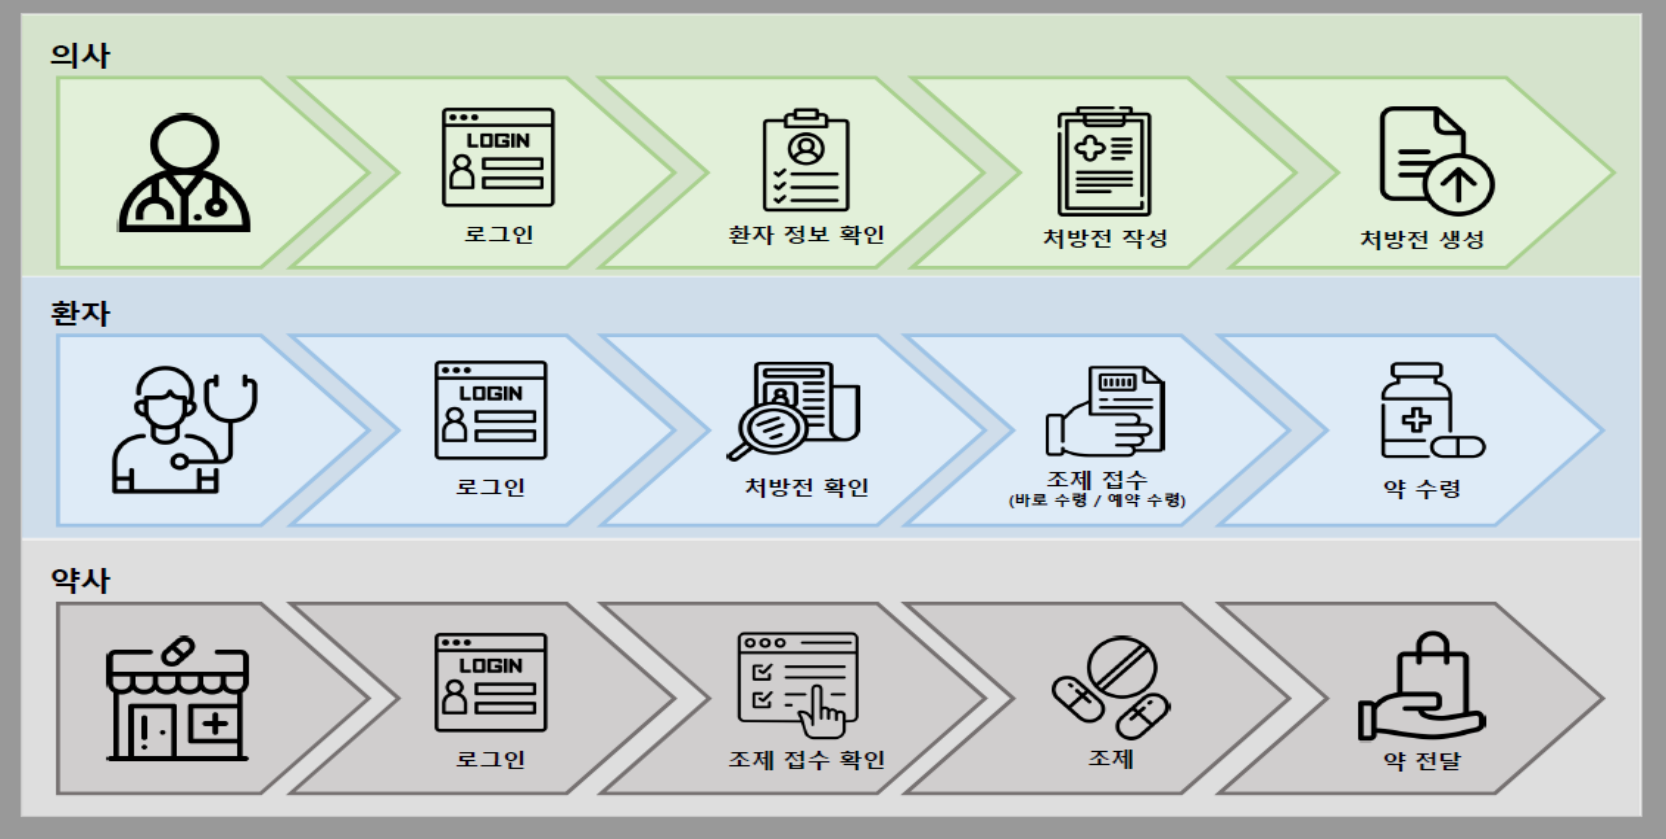 의사
LOGIN
로그인
환자 정보 확인
처방전 작성
처방전 생성
환자
LOGIN
로그인
처방전 확인
조제 접수
(바로 수령 / 예약 수령)
약 수령
약사
LOGIN
로그인
조제 접수 확인
조제
약 전달